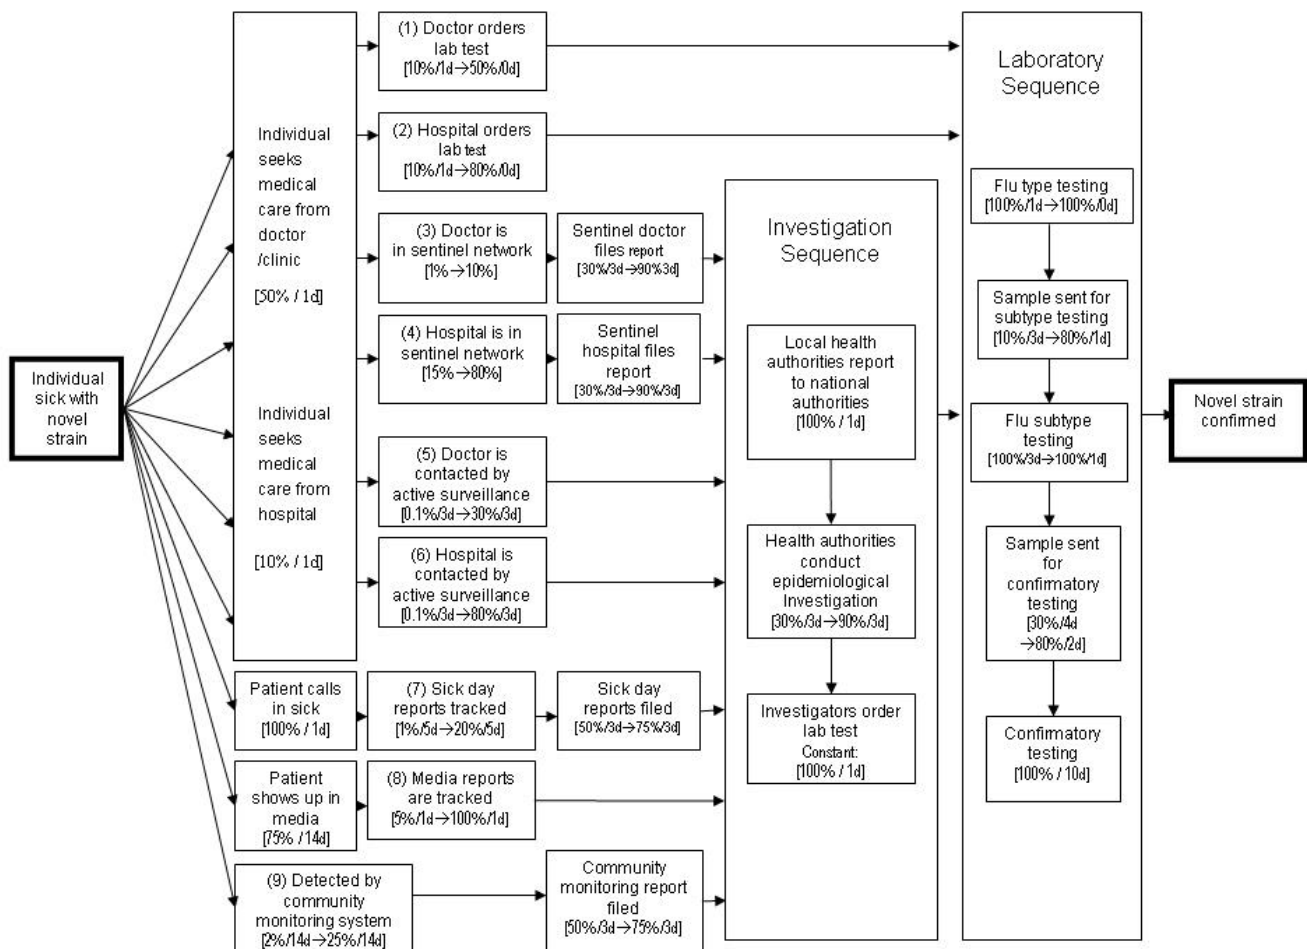 Individual
sick with
novel
strain
Individual
seeks
medical
care from
doctor
/clinic
[50% / 1d]
Individual
seeks
medical
care from
hospital
[10% / 1d]
Patient calls
in sick
[100% / 1d]
Patient
shows up in
media
[75% / 14d]
(9) Detected by
community
monitoring system
[2%/14d→25%/14d]
(1) Doctor orders
lab test
[10%/1d→50%/0d]
(2) Hospital orders
lab test
[10%/1d→80%/0d]
(3) Doctor is
in sentinel network
[1% →10%]
(4) Hospital is in
sentinel network
[15% →80%]
(5) Doctor is
contacted by
active surveillance
[0.1%/3d→30%/3d]
(6) Hospital is
contacted by
active surveillance
[0.1%/3d→80%/3d]
(7) Sick day
reports tracked
[1%/5d→20%/5d]
(8) Media reports
are tracked
[5%/1d→100%/1d]
Sentinel doctor
files report
[30%/3d→90%3d]
Sentinel
hospital files
report
[30%/3d→90%/3d]
Sick day
reports filed
[50%/3d→75%/3d]
Community
monitoring report
filed
[50%/3d→75%/3d]
Investigation
Sequence
Local health
authorities report
to national
authorities
[100% / 1d]
Health authorities
conduct
epidemiological
Investigation
[30%/3d→90%/3d]
Investigators order
lab test
Constant:
[100% / 1d]
Laboratory
Sequence
Flu type testing
[100%/1d→100%/0d]
Sample sent for
subtype testing
[10%/3d→80%/1d]
Flu subtype
testing
[100%/3d→100%/1d]
Sample sent
for
confirmatory
testing
[30%/4d
→80%/2d]
Confirmatory
testing
[100% / 10d]
Novel strain
confirmed